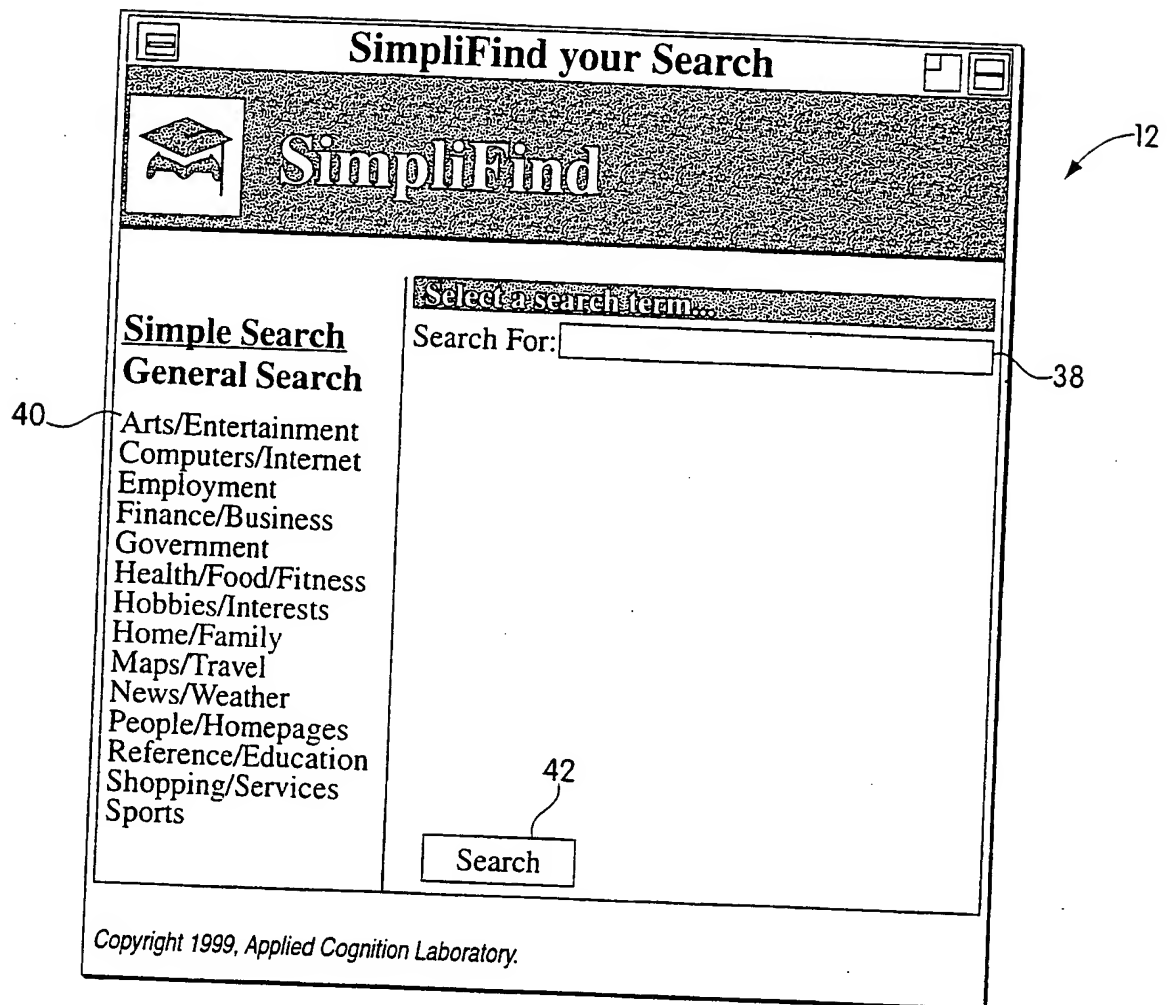 SimpliFind your Search
SimpliFind
12
Select a search term...
Search For:
38
Simple Search
General Search
40
Arts/Entertainment
Computers/Internet
Employment
Finance/Business
Government
Health/Food/Fitness
Hobbies/Interests
Home/Family
Maps/Travel
News/Weather
People/Homepages
Reference/Education
Shopping/Services
Sports
42
Search
Copyright 1999, Applied Cognition Laboratory.